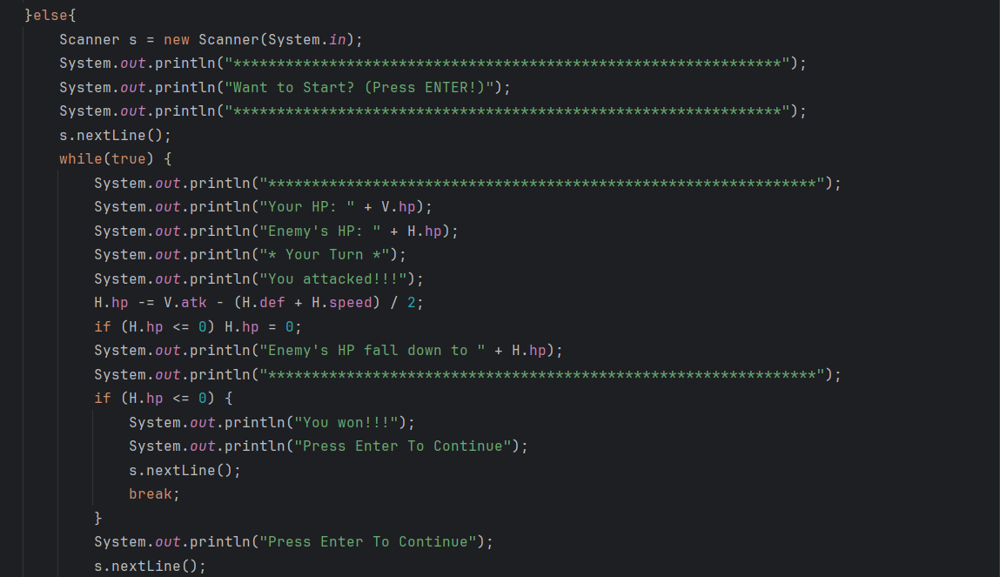 }else{
Scanner s = new Scanner(System.in);
System.out.println("***************************************************************");
System.out.println("Want to Start? (Press ENTER!)");
System.out.println("***************************************************************");
s.nextLine();
while(true) {
System.out.println("***************************************************************");
System.out.println("Your HP: " + V.hp);
System.out.println("Enemy's HP: " + H.hp);
System.out.println("* Your Turn *");
System.out.println("You attacked!!!");
H.hp -= V.atk - (H.def + H.speed) / 2;
if (H.hp <= 0) H.hp = 0;
System.out.println("Enemy's HP fall down to " + H.hp);
System.out.println("***************************************************************");
if (H.hp <= 0) {
System.out.println("You won!!!");
System.out.println("Press Enter To Continue");
s.nextLine();
break;
}
System.out.println("Press Enter To Continue");
s.nextLine();